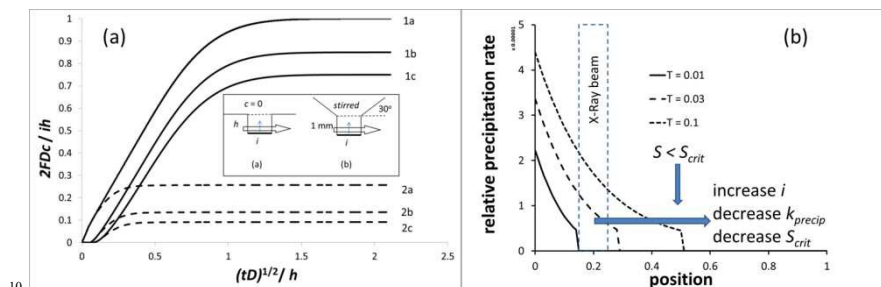 (a)
1
0.9
0.8
0.7
0.6
0.5
0.4
0.3
0.2
0.1
0
2FDc / ih
1a
1b
1c
2a
2b
2c
c = 0
h
i
(a)
stirred
30°
1 mm
i
(b)
0 0.5 1 1.5 2 2.5
(tD)1/2/ h
10
(b)
x 0.00001
5
4
3
2
1
0
relative precipitation rate
X-Ray beam
T = 0.01
T = 0.03
T = 0.1
S < Scrit
increase i
decrease kprecip
decrease Scrit
0 0.2 0.4 0.6 0.8 1
position